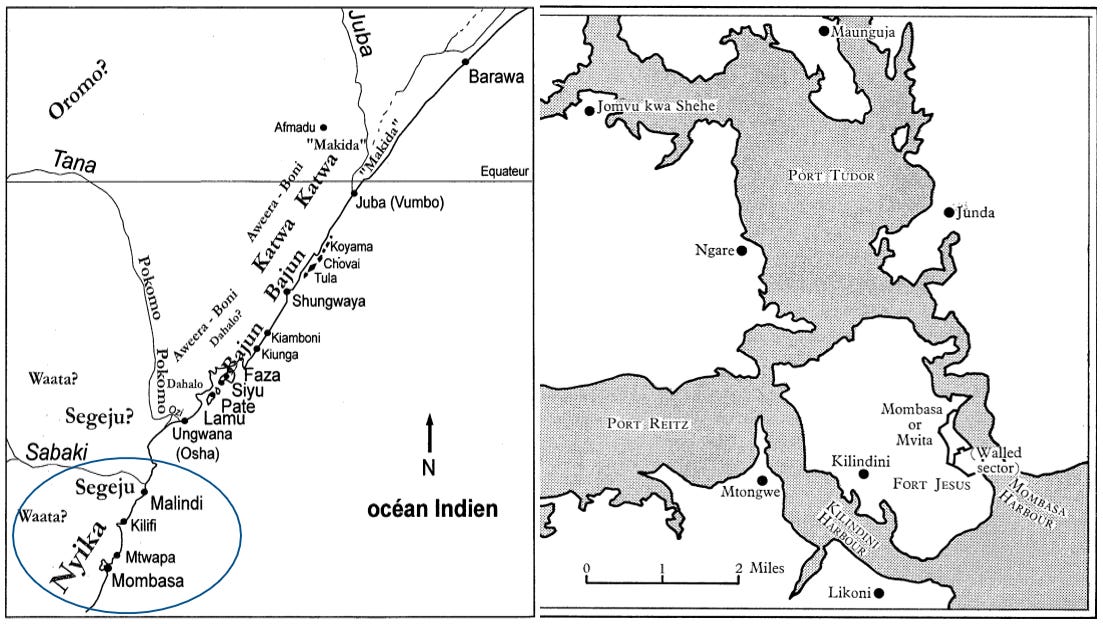 Juba
Barawa
Oromo?
Afmadu
"Makida"
"Makida"
Tana
Equateur
Juba (Vumbo)
Aweera - Boni
Katwa
Katwa
Koyama
Chovai
Tula
Bajun
Shungwaya
Pokomo
Aweera - Boni
Dahalo?
Bajun
Kiamboni
Kiunga
Pokomo
Waata?
Dahalo
Faza
Siyu
Pate
Lamu
Segeju?
Ozi
Ungwana
(Osha)
Sabaki
N
Segeju
Malindi
océan Indien
Waata?
Kilifi
Nyika
Mtwapa
Mombasa
Maunguja
Jomvu kwa Shehe
PORT TUDOR
Junda
Ngare
PORT REITZ
Mombasa
or
Mvita
(Walled
sector)
Kilindini
FORT JESUS
Mtongwe
MOMBASA
HARBOUR
KILINDINI
HARBOUR
0 1 2 Miles
Likoni